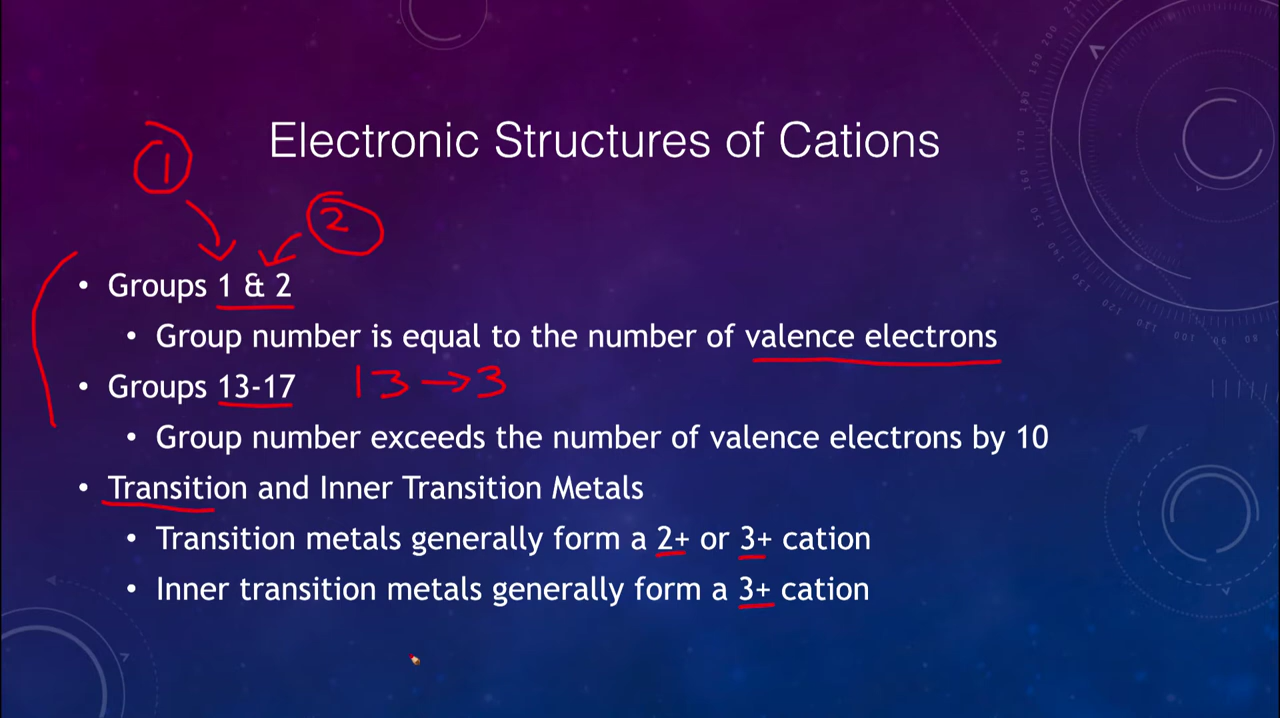 Electronic Structures of Cations
1
2
• Groups 1 & 2
• Group number is equal to the number of valence electrons
• Groups 13-17 13 → 3
• Group number exceeds the number of valence electrons by 10
• Transition and Inner Transition Metals
• Transition metals generally form a 2+ or 3+ cation
• Inner transition metals generally form a 3+ cation